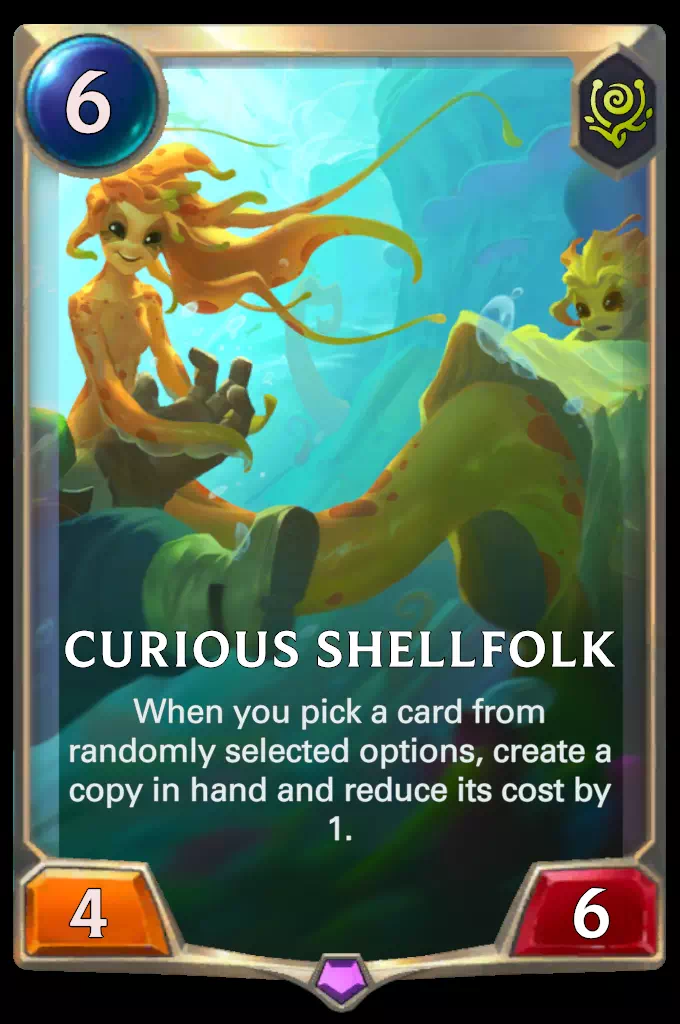 6
CURIOUS SHELLFOLK
When you pick a card from
randomly selected options, create a
copy in hand and reduce its cost by
1.
4
6